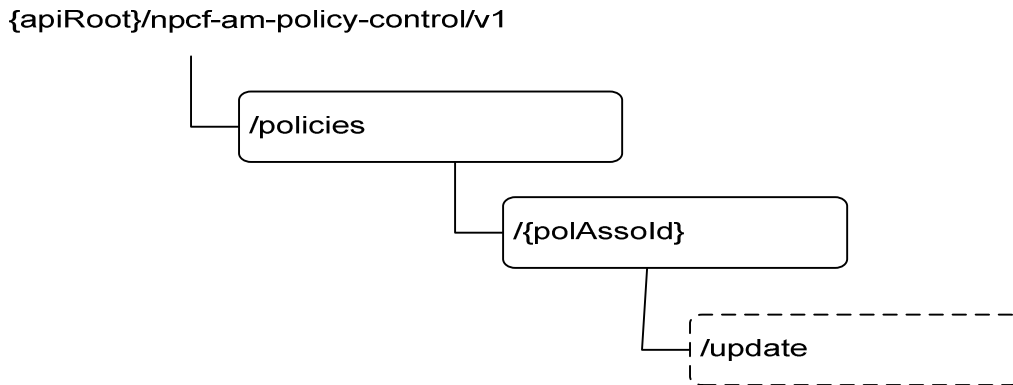 {apiRoot}/npcf-am-policy-control/v1
/policies
/{polAssoId}
/update